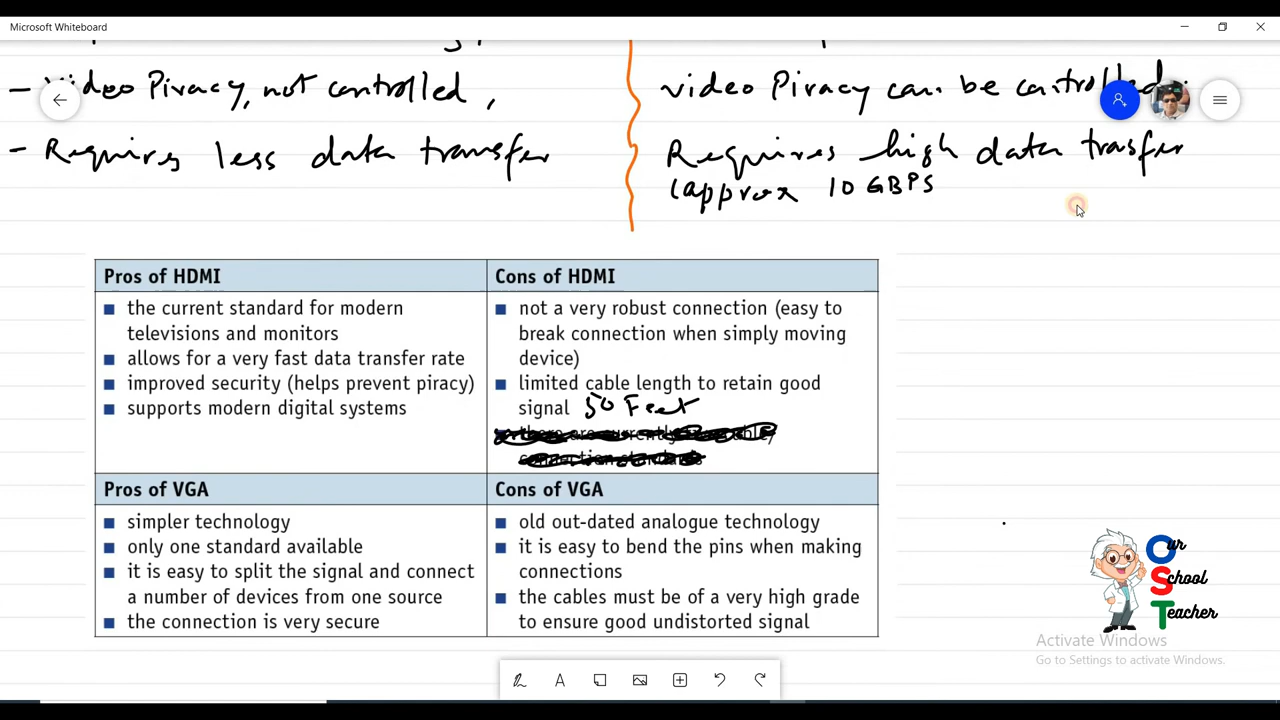 Microsoft Whiteboard
- Video Piracy, not controlled,
video Piracy can be controlled
- Requires less data transfer
Requires high data trasfer
(approx 10 GBPS
Pros of HDMI
■ the current standard for modern
televisions and monitors
■ allows for a very fast data transfer rate
■ improved security (helps prevent piracy)
■ supports modern digital systems
Cons of HDMI
■ not a very robust connection (easy to
break connection when simply moving
device)
■ limited cable length to retain good
signal 50 Feet
Pros of VGA
■ simpler technology
■ only one standard available
■ it is easy to split the signal and connect
a number of devices from one source
■ the connection is very secure
Cons of VGA
■ old out-dated analogue technology
■ it is easy to bend the pins when making
connections
■ the cables must be of a very high grade
to ensure good undistorted signal
Our
School
Teacher
Activate Windows
Go to Settings to activate Windows.